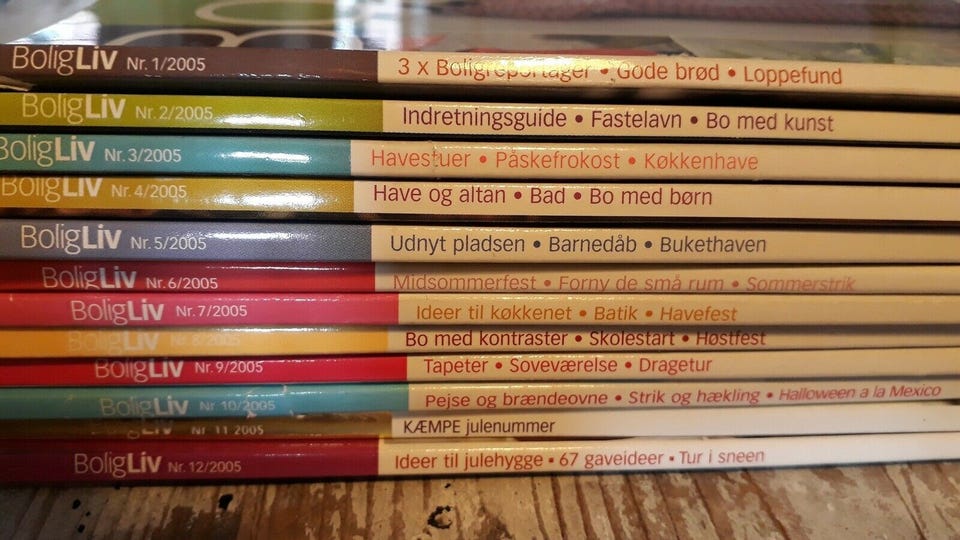 BoligLiv Nr. 1/2005 3 x Boligreportager • Gode brød • Loppefund
BoligLiv Nr. 2/2005 Indretningsguide • Fastelavn • Bo med kunst
BoligLiv Nr. 3/2005 Havestuer • Påskefrokost • Køkkenhave
BoligLiv Nr. 4/2005 Have og altan • Bad • Bo med børn
BoligLiv Nr. 5/2005 Udnyt pladsen • Barnedåb • Bukethaven
BoligLiv Nr. 6/2005 Midsommerfest • Forny de små rum • Sommerstrik
BoligLiv Nr. 7/2005 Ideer til køkkenet • Batik • Havefest
BoligLiv Nr. 8/2005 Bo med kontraster • Skolestart • Høstfest
BoligLiv Nr. 9/2005 Tapeter • Soveværelse • Dragetur
BoligLiv Nr. 10/2005 Pejse og brændeovne • Strik og hækling • Halloween a la Mexico
BoligLiv Nr. 11 2005 KÆMPE julenummer
BoligLiv Nr. 12/2005 Ideer til julehygge • 67 gaveideer • Tur i sneen